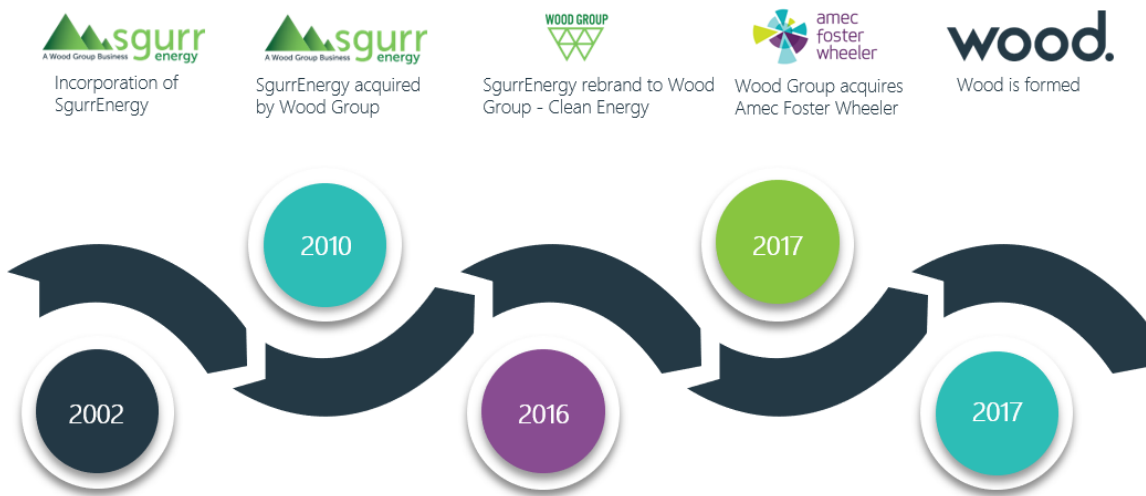 sgurr
energy
A Wood Group Business
Incorporation of
SgurrEnergy
sgurr
energy
A Wood Group Business
SgurrEnergy acquired
by Wood Group
WOOD GROUP
SgurrEnergy rebrand to Wood
Group - Clean Energy
amec
foster
wheeler
Wood Group acquires
Amec Foster Wheeler
wood.
Wood is formed
2010
2017
2002
2016
2017